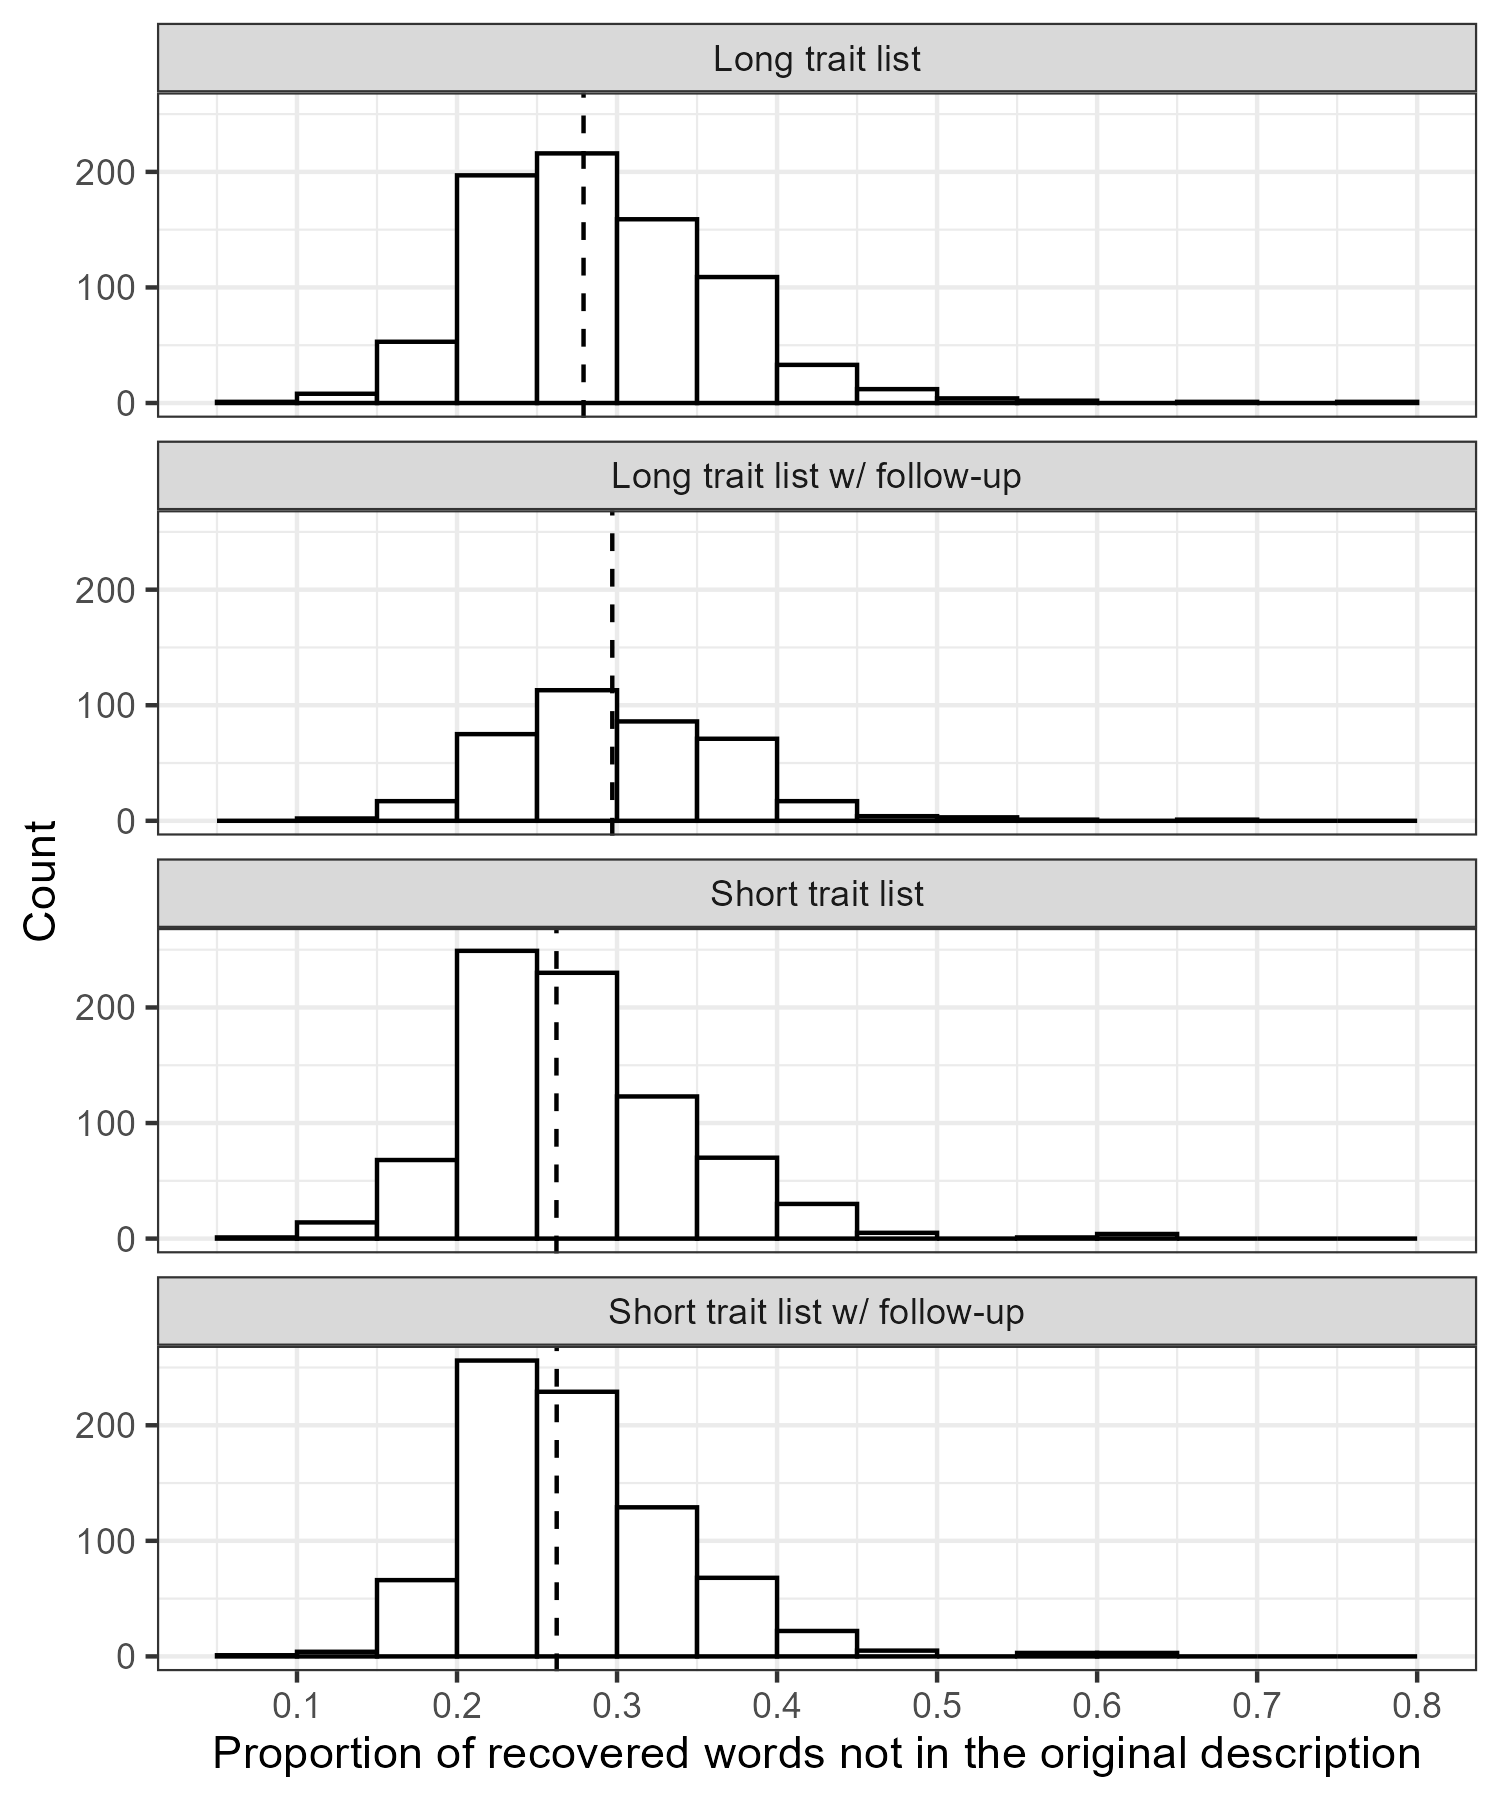 Long trait list
200
100
0
Long trait list w/ follow-up
200
100
0
Count
Short trait list
200
100
0
Short trait list w/ follow-up
200
100
0
0.1 0.2 0.3 0.4 0.5 0.6 0.7 0.8
Proportion of recovered words not in the original description